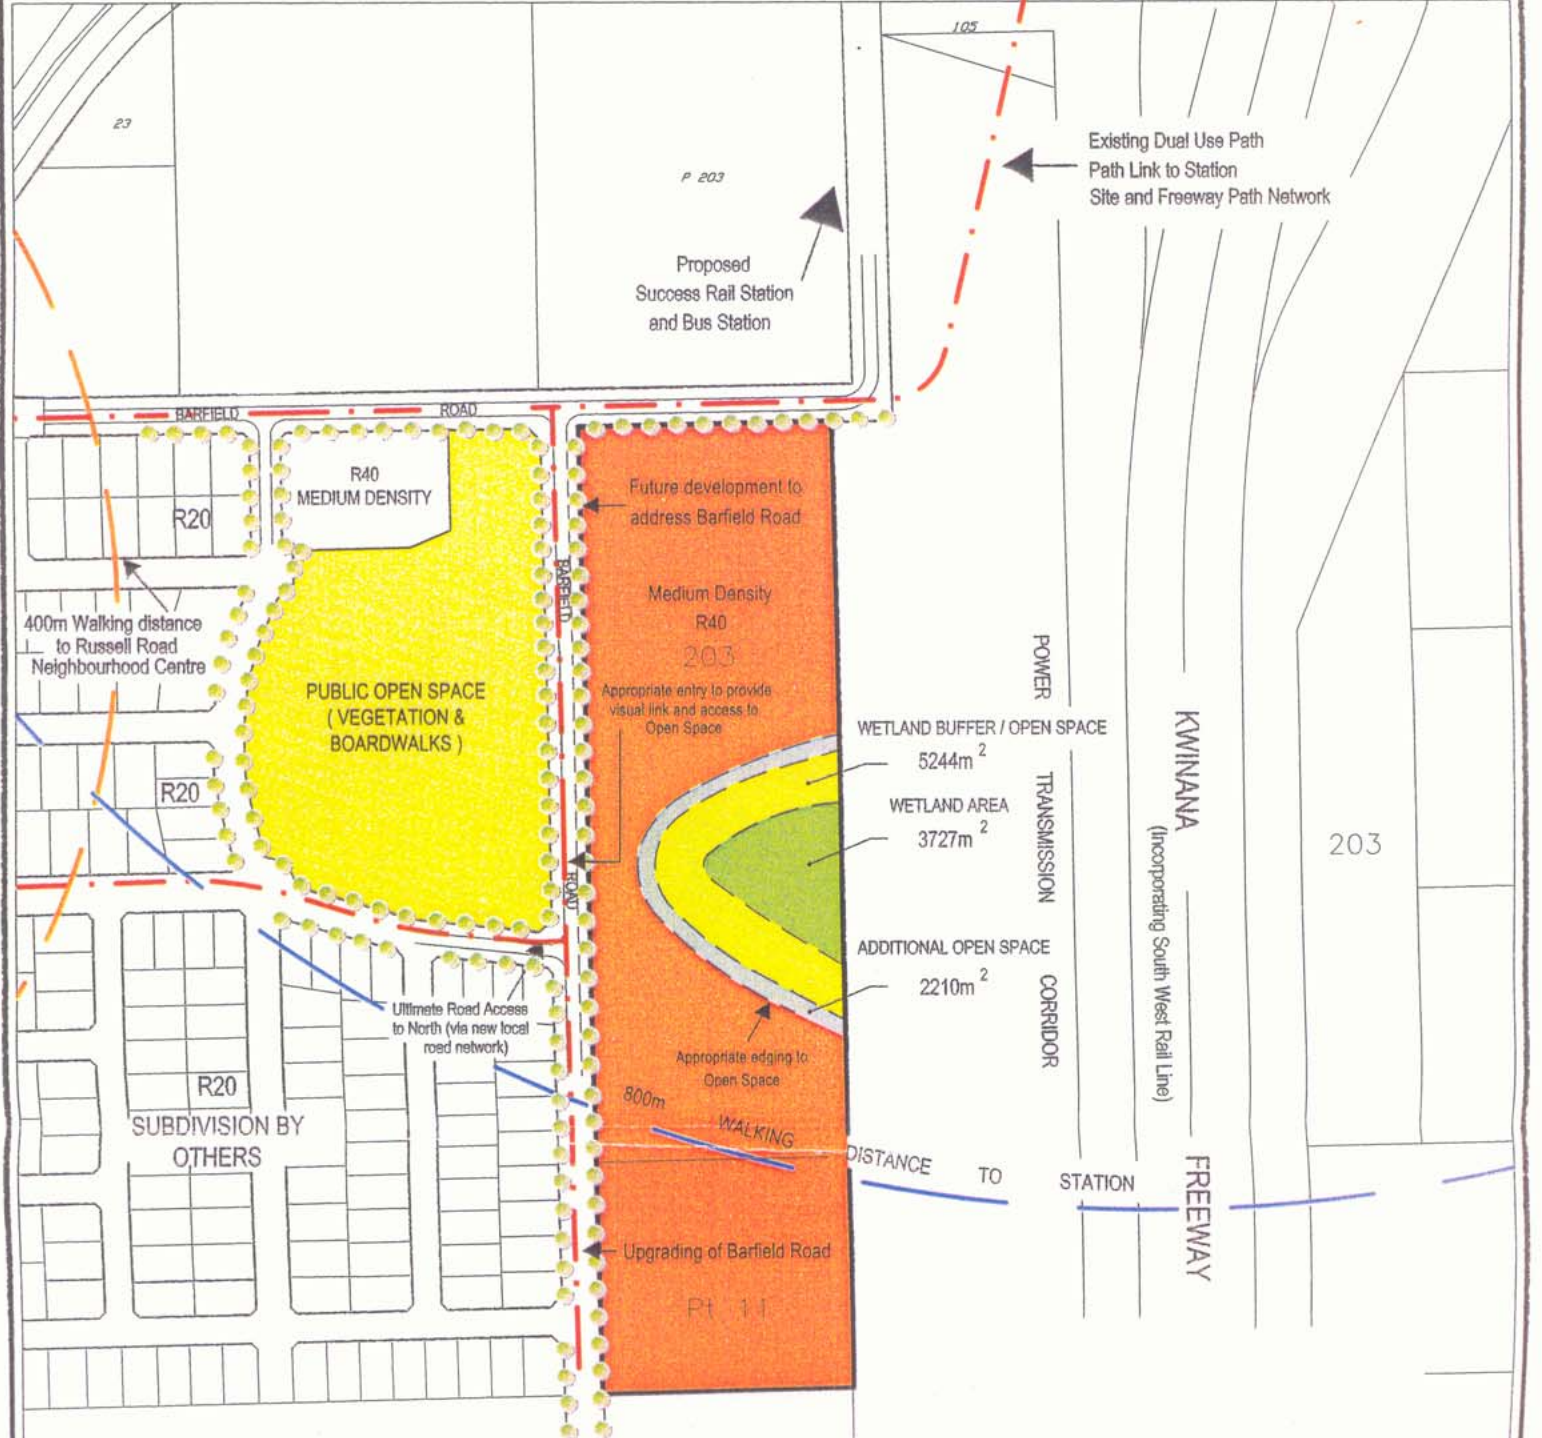 105
23
P 203
Existing Dual Use Path
Path Link to Station
Site and Freeway Path Network
Proposed
Success Rail Station
and Bus Station
BARFIELD
ROAD
R40
MEDIUM DENSITY
R20
Future development to
address Barfield Road
BARFIELD
Medium Density
R40
203
400m Walking distance
to Russell Road
Neighbourhood Centre
PUBLIC OPEN SPACE
( VEGETATION &
BOARDWALKS )
Appropriate entry to provide
visual link and access to
Open Space
R20
WETLAND BUFFER / OPEN SPACE
5244m 2
WETLAND AREA
3727m 2
ADDITIONAL OPEN SPACE
2210m 2
POWER TRANSMISSION CORRIDOR
KWINANA FREEWAY
(Incorporating South West Rail Line)
203
ROAD
Ultimate Road Access
to North (via new local
road network)
Appropriate edging to
Open Space
R20
SUBDIVISION BY
OTHERS
800m WALKING DISTANCE TO STATION
Upgrading of Barfield Road
Pt 11